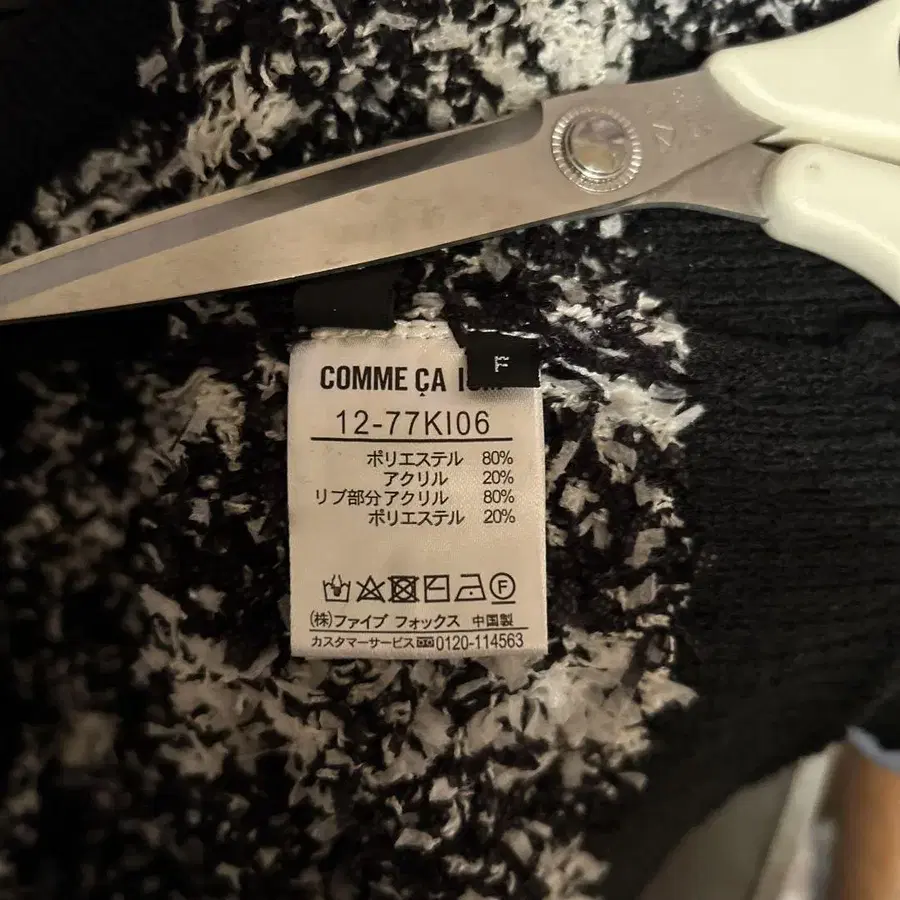 F
COMME ÇA
12-77KI06
ポリエステル 80%
アクリル 20%
リブ部分アクリル 80%
ポリエステル 20%
F
(株)ファイブ フォックス 中国製
カスタマーサービス 0120-114563